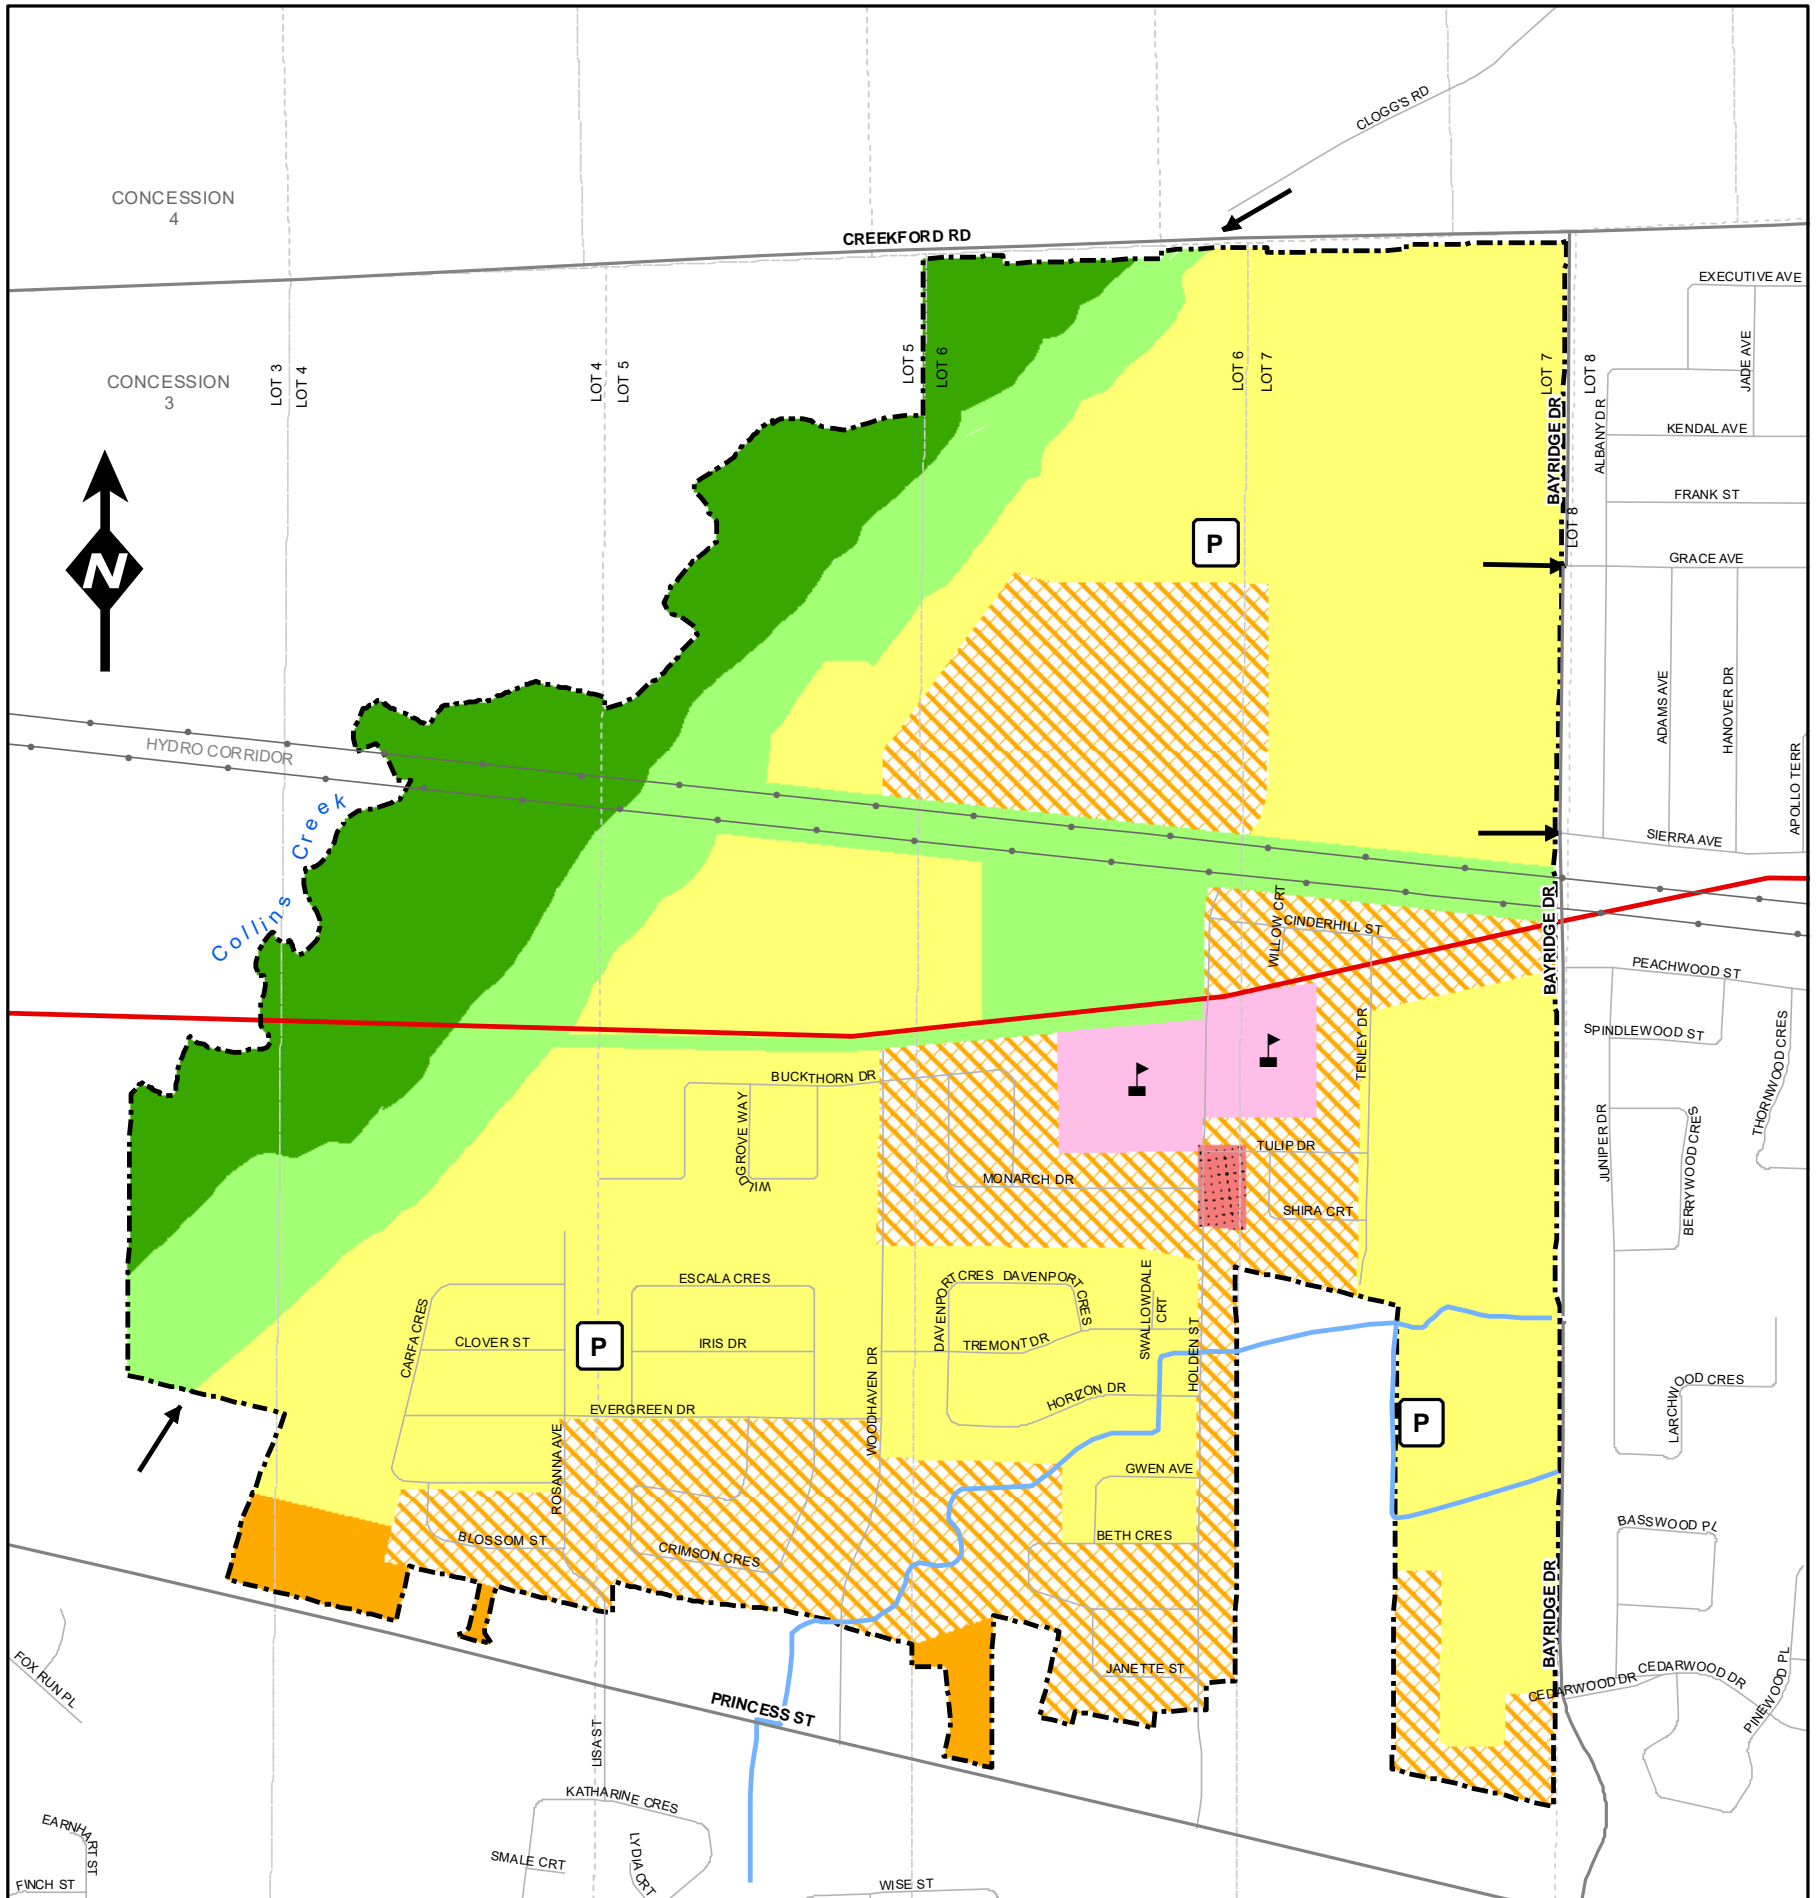 CLOGG'S RD
CONCESSION
4
CREEKFORD RD
EXECUTIVE AVE
JADE AVE
LOT 3
LOT 4
LOT 4
LOT 5
LOT 5
LOT 6
LOT 6
LOT 7
LOT 7
LOT 8
CONCESSION
3
BAYRIDGE DR
ALBANY DR
KENDAL AVE
FRANK ST
LOT 8
P
GRACE AVE
N
ADAMS AVE
HANOVER DR
APOLLO TERR
HYDRO CORRIDOR
Collins Creek
SIERRA AVE
WILLOW CRT
CINDERHILL ST
BAYRIDGE DR
PEACHWOOD ST
SPINDLEWOOD ST
THORNWOOD CRES
TENLEY DR
BUCKTHORN DR
WILDGROVE WAY
JUNIPER DR
BERRYWOOD CRES
TULIP DR
MONARCH DR
SHIRA CRT
ESCALA CRES
DAVENPORT CRES
DAVENPORT CRES
SWALLOWDALE
CRT
CARFA CRES
CLOVER ST
P
IRIS DR
TREMONT DR
HOLDEN ST
WOODHAVEN DR
HORIZON DR
LARCHWOOD CRES
EVERGREEN DR
P
ROSANNA AVE
GWEN AVE
BLOSSOM ST
CRIMSON CRES
BETH CRES
BASSWOOD PL
BAYRIDGE DR
JANETTE ST
CEDARWOOD DR
CEDARWOOD DR
PINEWOOD PL
FOX RUN PL
PRINCESS ST
LISA ST
KATHARINE CRES
EARNHART ST
SMALE CRT
LYDIA CRT
FINCH ST
WISE ST